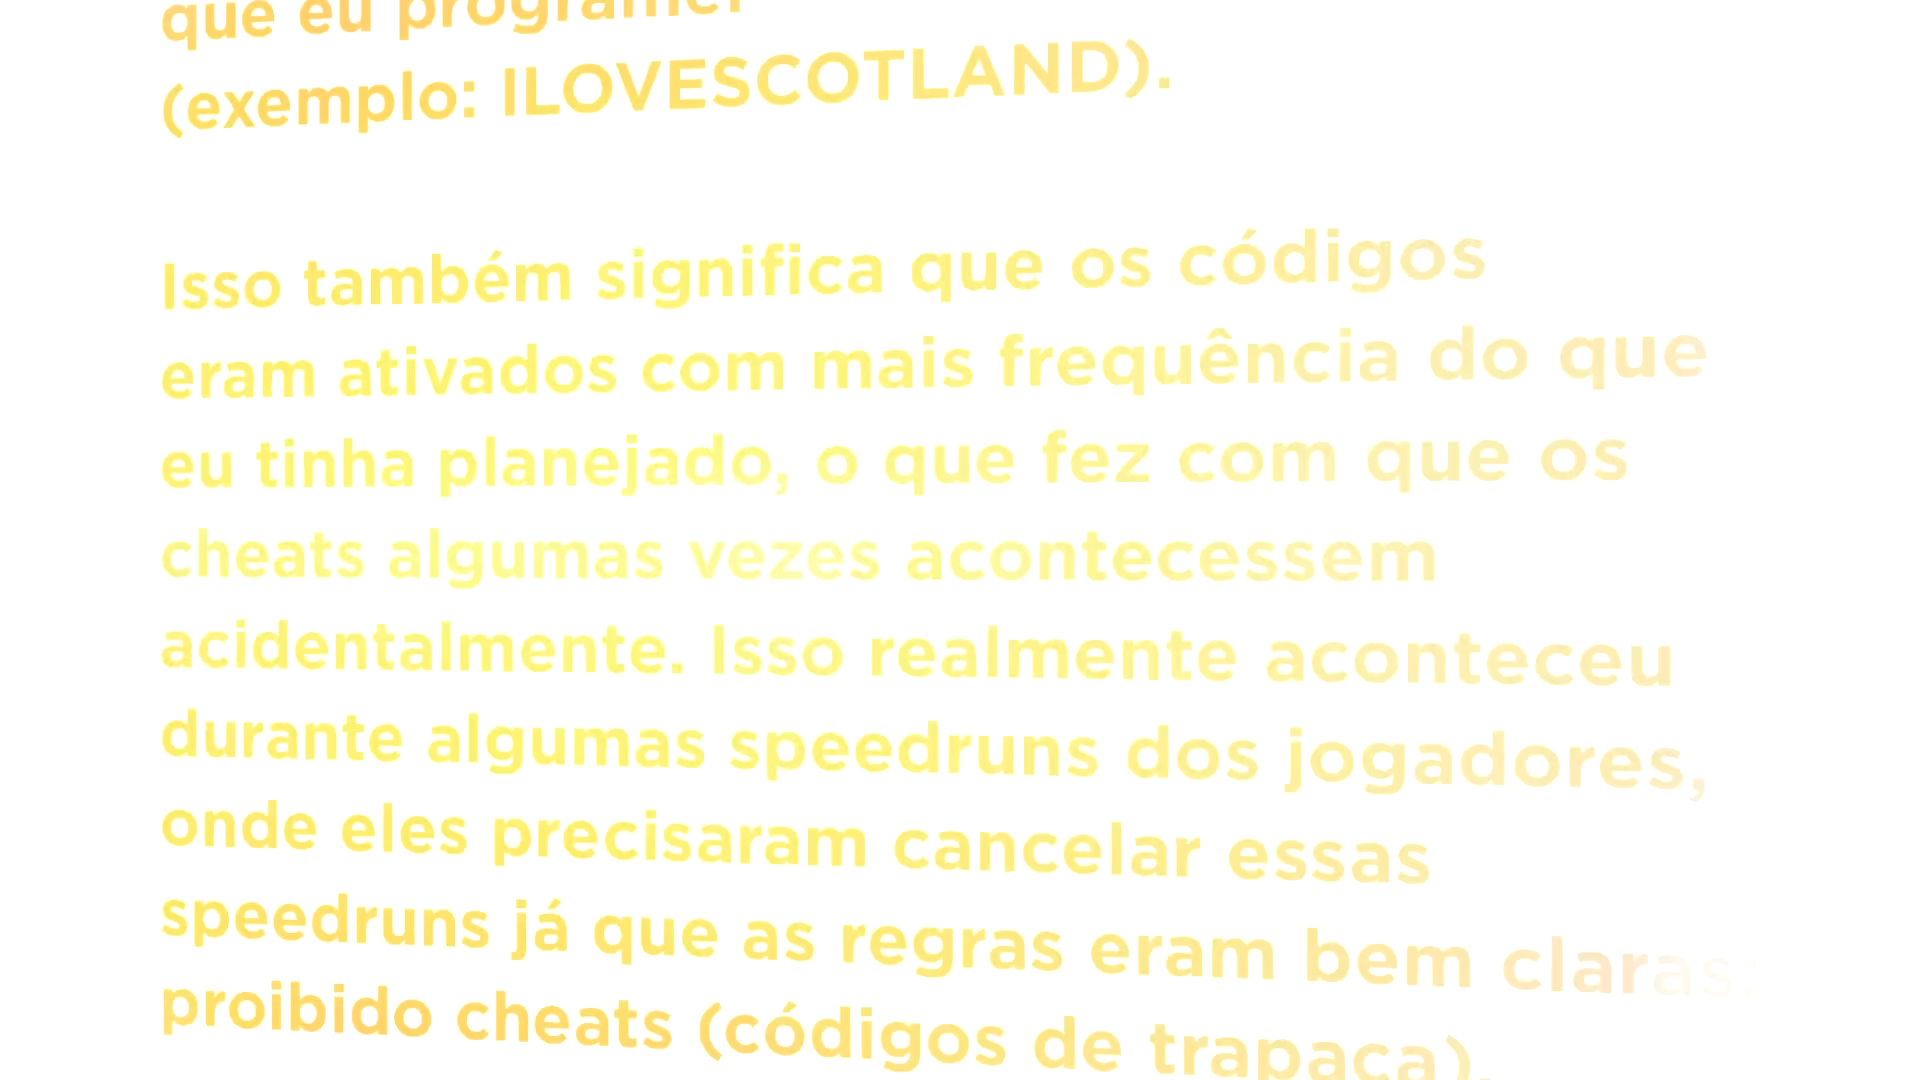 que eu programei
(exemplo: ILOVESCOTLAND).
Isso também significa que os códigos
eram ativados com mais frequência do que
eu tinha planejado, o que fez com que os
cheats algumas vezes acontecessem
acidentalmente. Isso realmente aconteceu
durante algumas speedruns dos jogadores,
onde eles precisaram cancelar essas
speedruns já que as regras eram bem claras:
proibido cheats (códigos de trapaça).